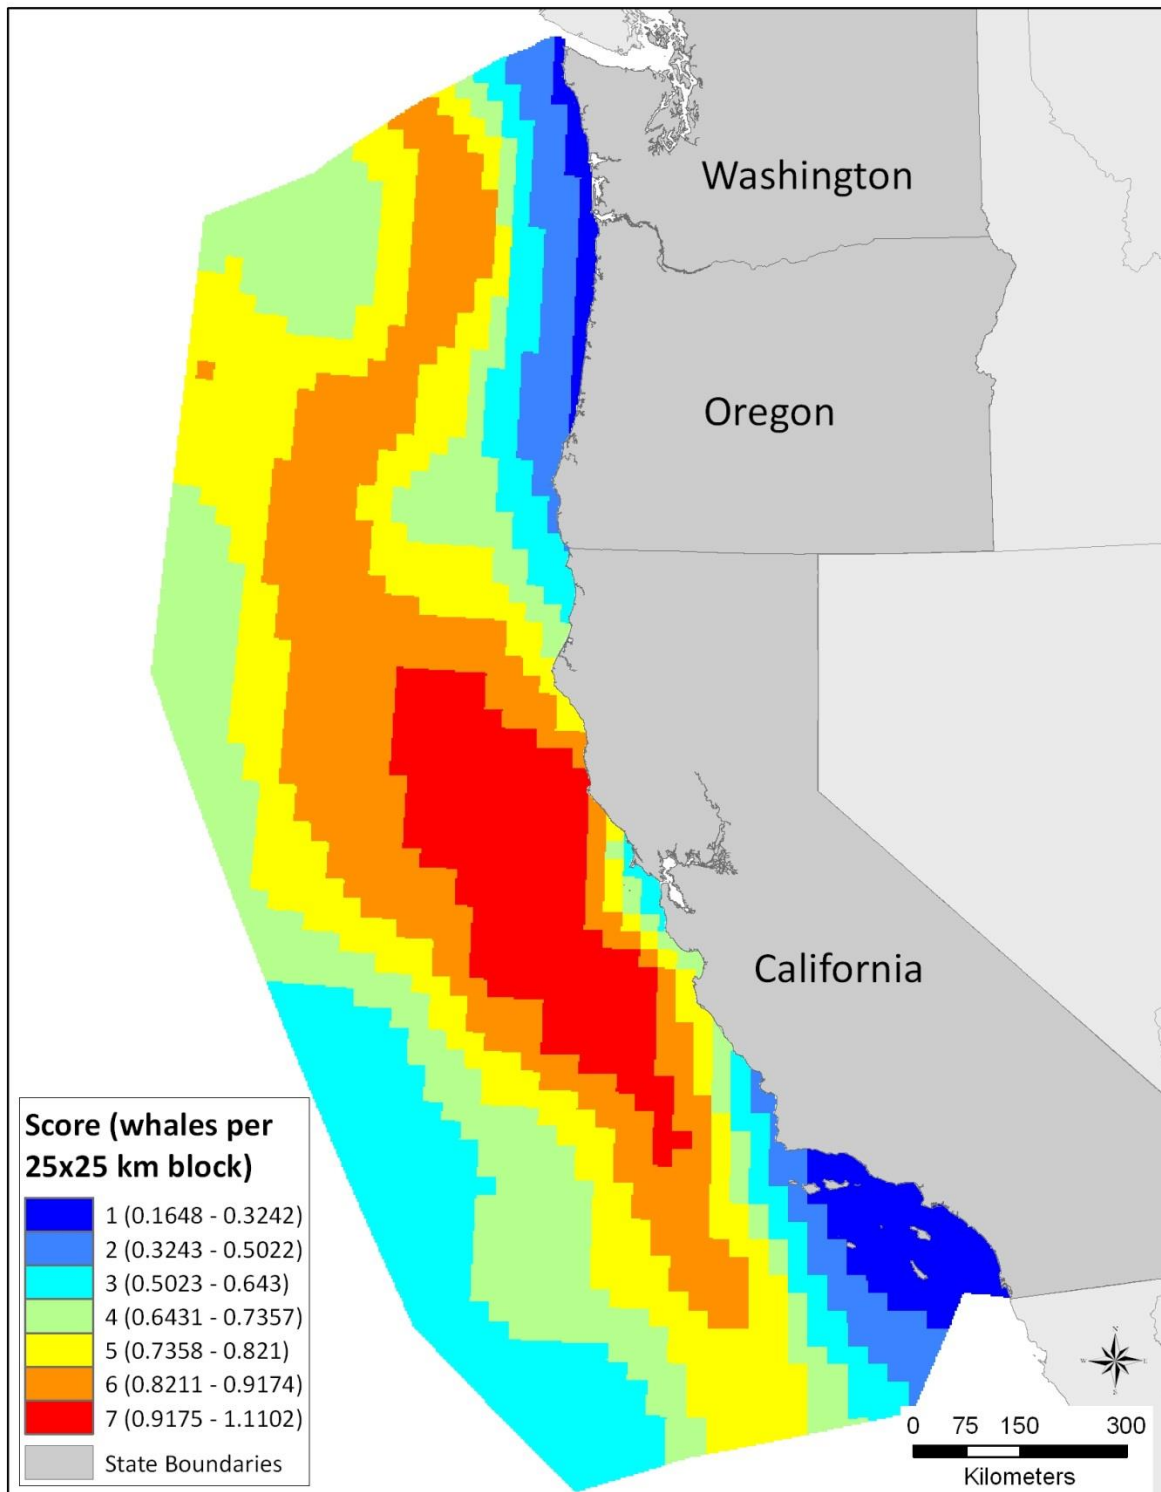 Washington
Oregon
California
Score (whales per
25x25 km block)
1 (0.1648 - 0.3242)
2 (0.3243 - 0.5022)
3 (0.5023 - 0.643)
4 (0.6431 - 0.7357)
5 (0.7358 - 0.821)
6 (0.8211 - 0.9174)
7 (0.9175 - 1.1102)
State Boundaries
N
W E
S
0 75 150 300
Kilometers